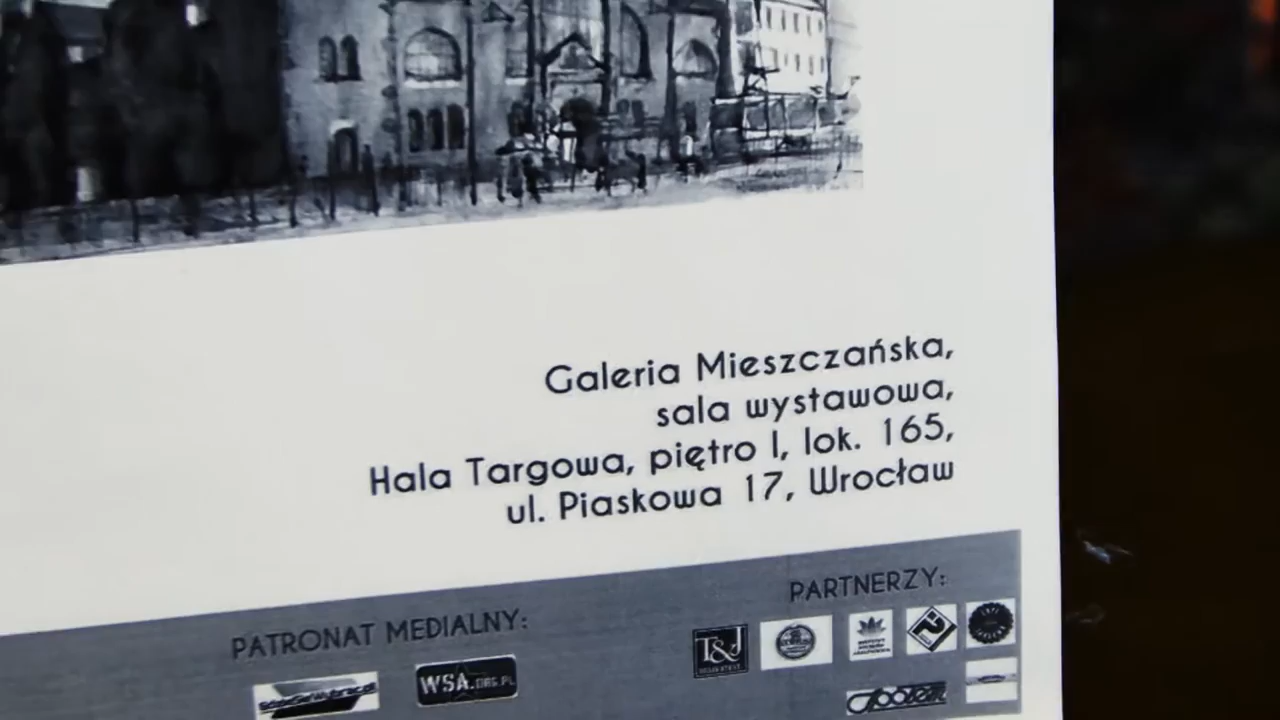 Galeria Mieszczańska,
sala wystawowa,
Hala Targowa, piętro I, lok. 165,
ul. Piaskowa 17, Wrocław
PATRONAT MEDIALNY:
PARTNERZY:
WSA.ORG.PL
T&J
Społem